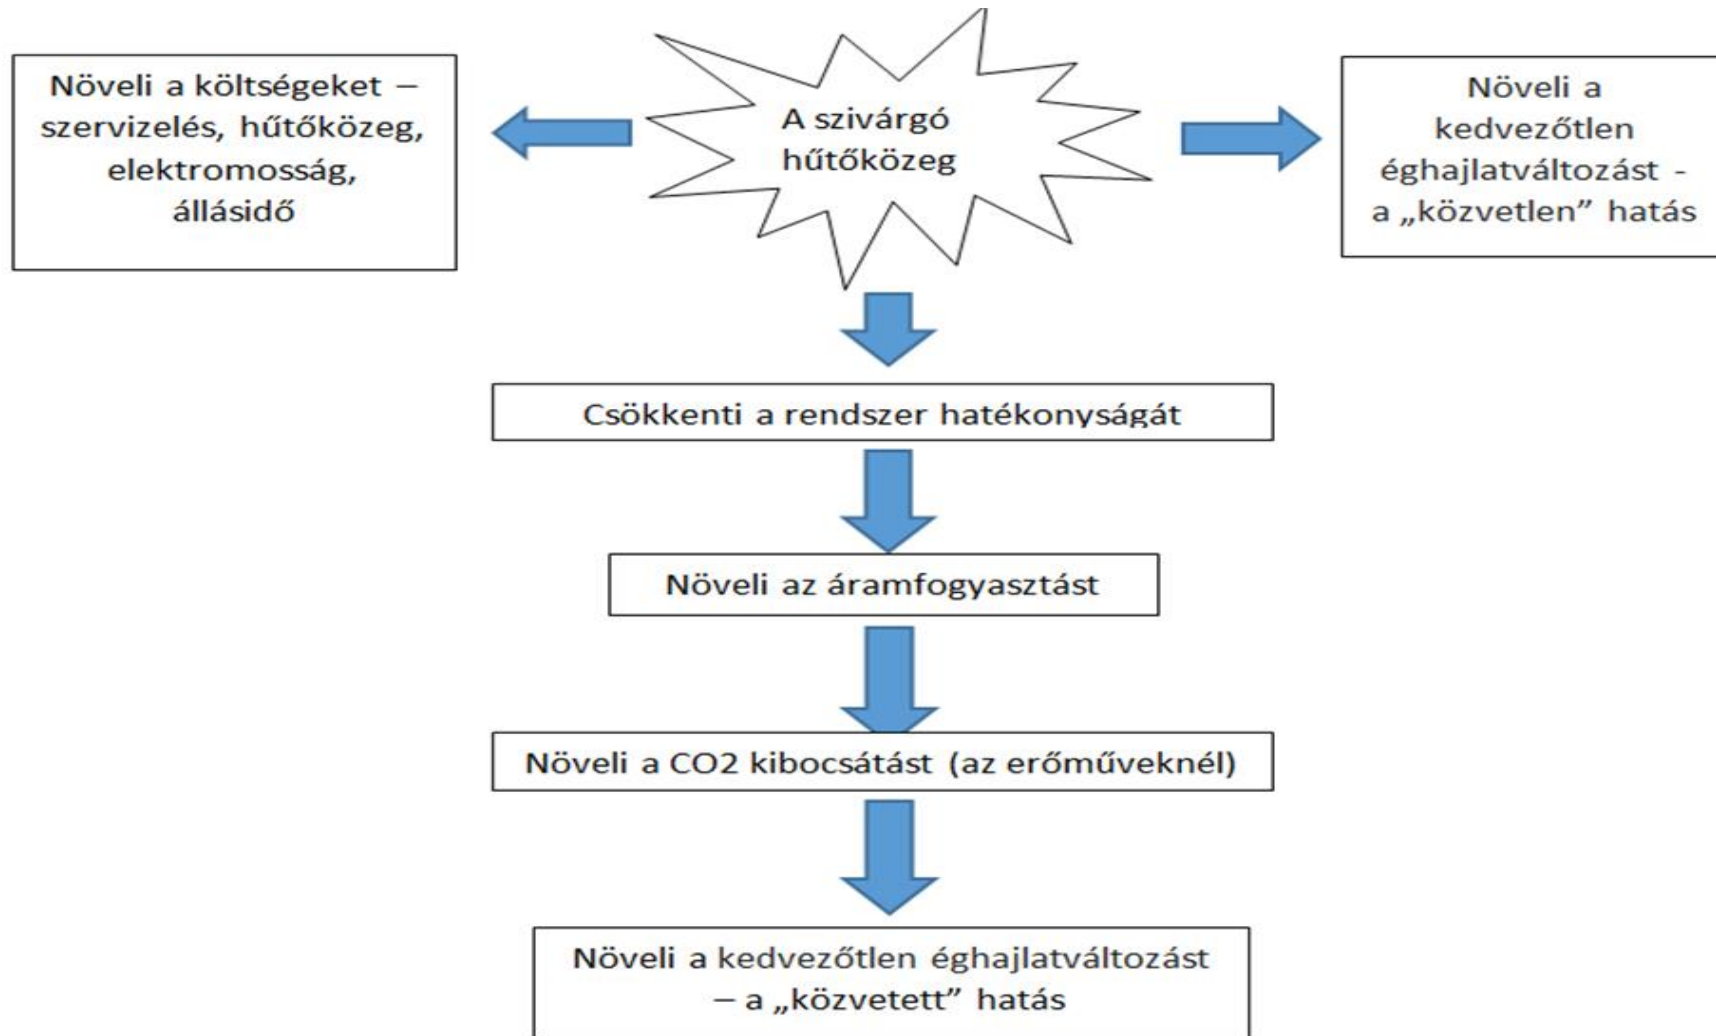 Növeli a költségeket –
szervizelés, hűtőközeg,
elektromosság,
állásidő
A szivárgó
hűtőközeg
Növeli a
kedvezőtlen
éghajlatváltozást -
a „közvetlen” hatás
Csökkenti a rendszer hatékonyságát
Növeli az áramfogyasztást
Növeli a CO2 kibocsátást (az erőműveknél)
Növeli a kedvezőtlen éghajlatváltozást
– a „közvetett” hatás